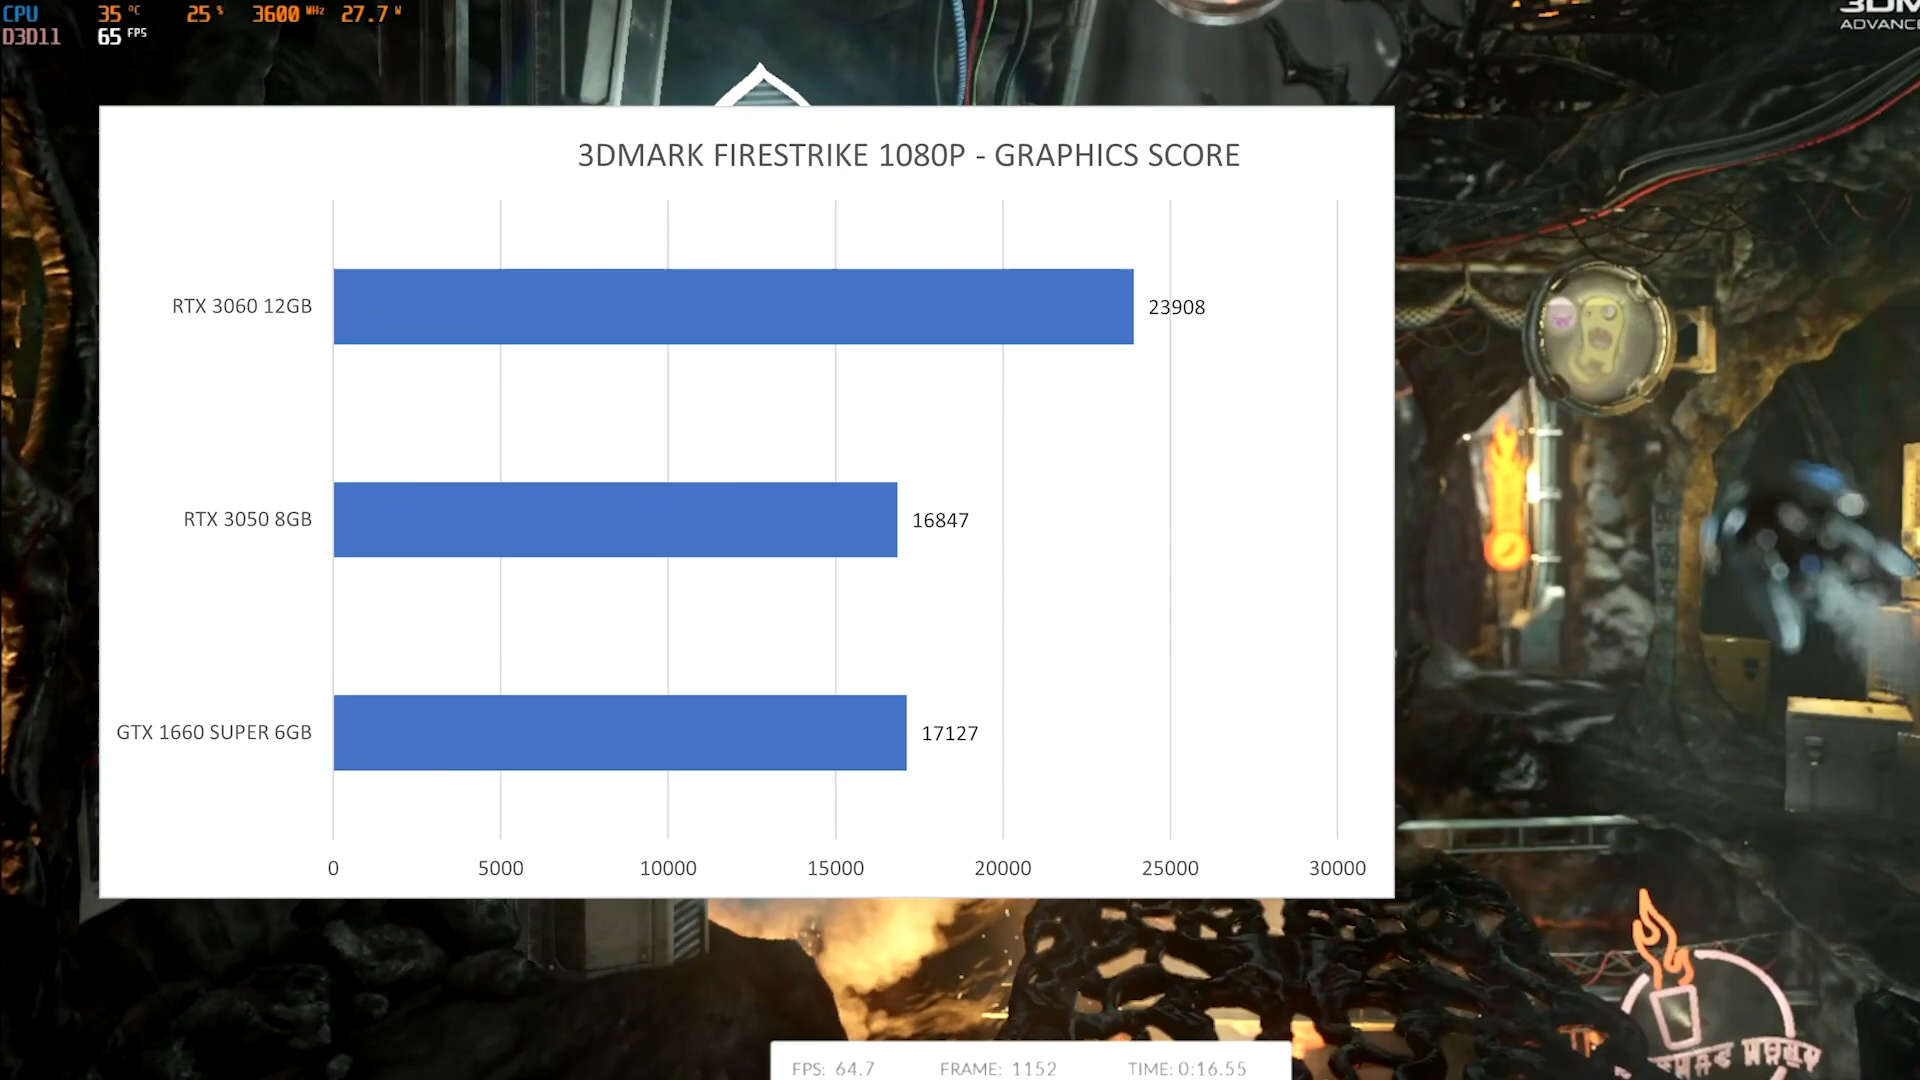 CPU 35 °C 25 % 3600 MHz 27.7 W
D3D11 65 FPS
3DM
ADVANCE
3DMARK FIRESTRIKE 1080P - GRAPHICS SCORE
RTX 3060 12GB 23908
RTX 3050 8GB 16847
GTX 1660 SUPER 6GB 17127
0 5000 10000 15000 20000 25000 30000
FPS: 64.7 FRAME: 1152 TIME: 0:16.55